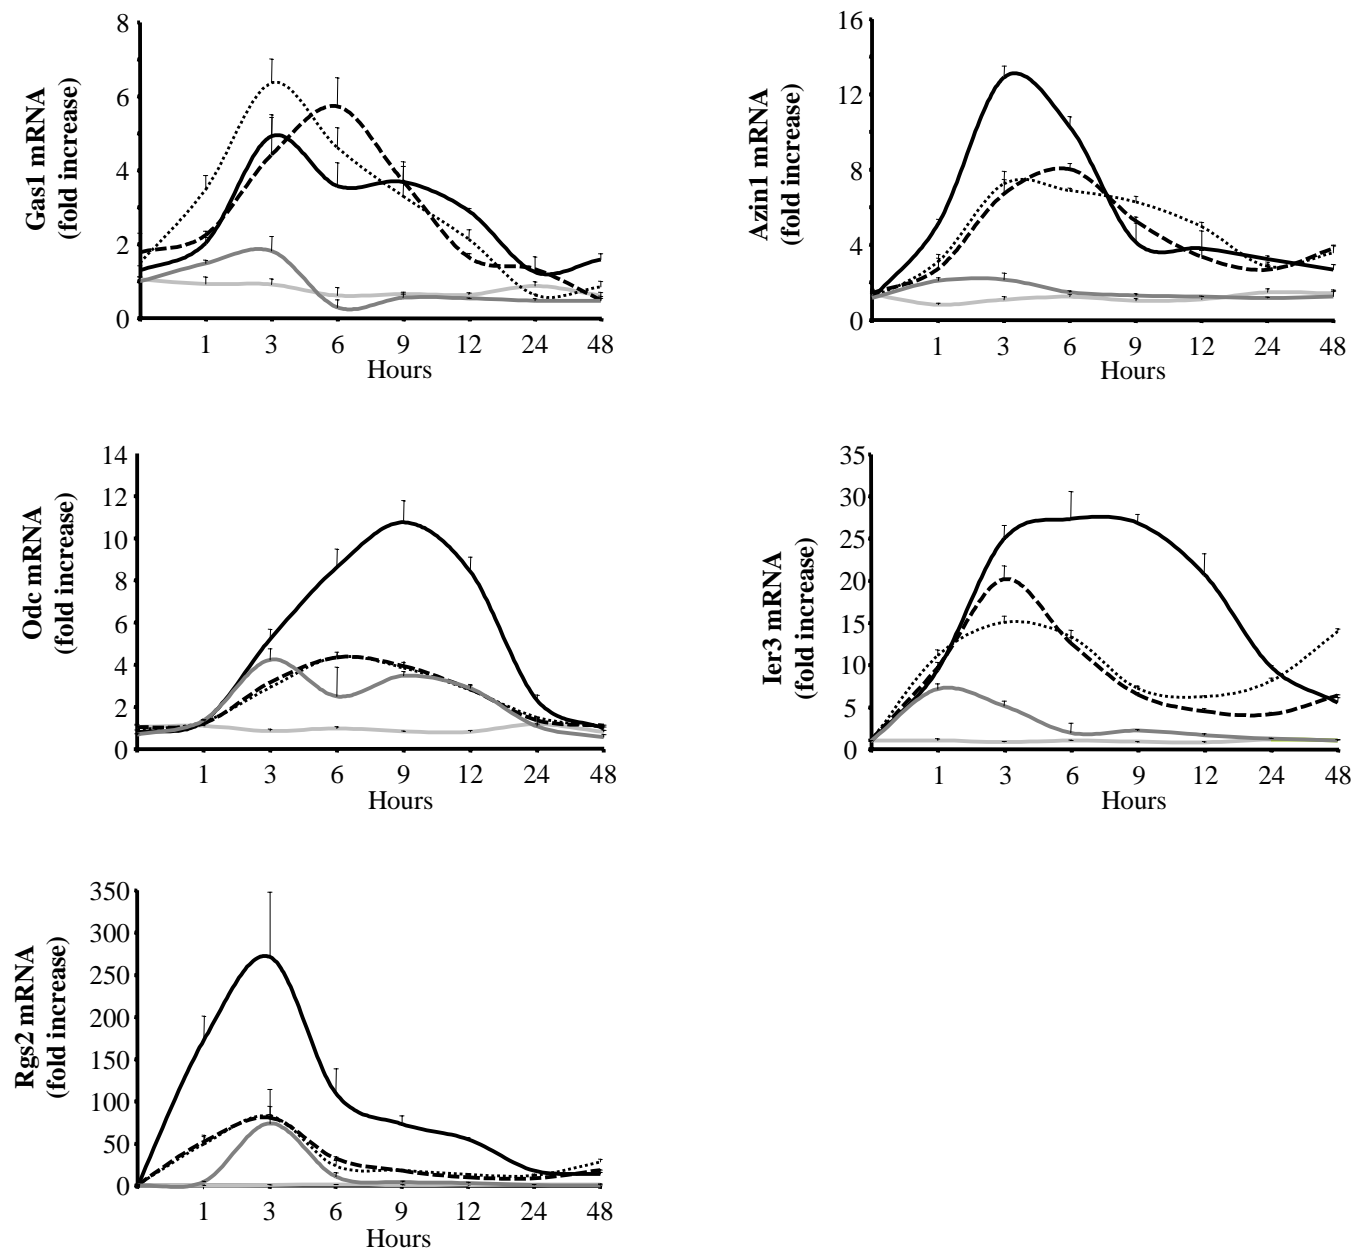 Gas1 mRNA
(fold increase)
8
6
4
2
0
1 3 6 9 12 24 48
Hours
Azin1 mRNA
(fold increase)
16
12
8
4
0
1 3 6 9 12 24 48
Hours
Odc mRNA
(fold increase)
14
12
10
8
6
4
2
0
1 3 6 9 12 24 48
Hours
Ier3 mRNA
(fold increase)
35
30
25
20
15
10
5
0
1 3 6 9 12 24 48
Hours
Rgs2 mRNA
(fold increase)
350
300
250
200
150
100
50
0
1 3 6 9 12 24 48
Hours